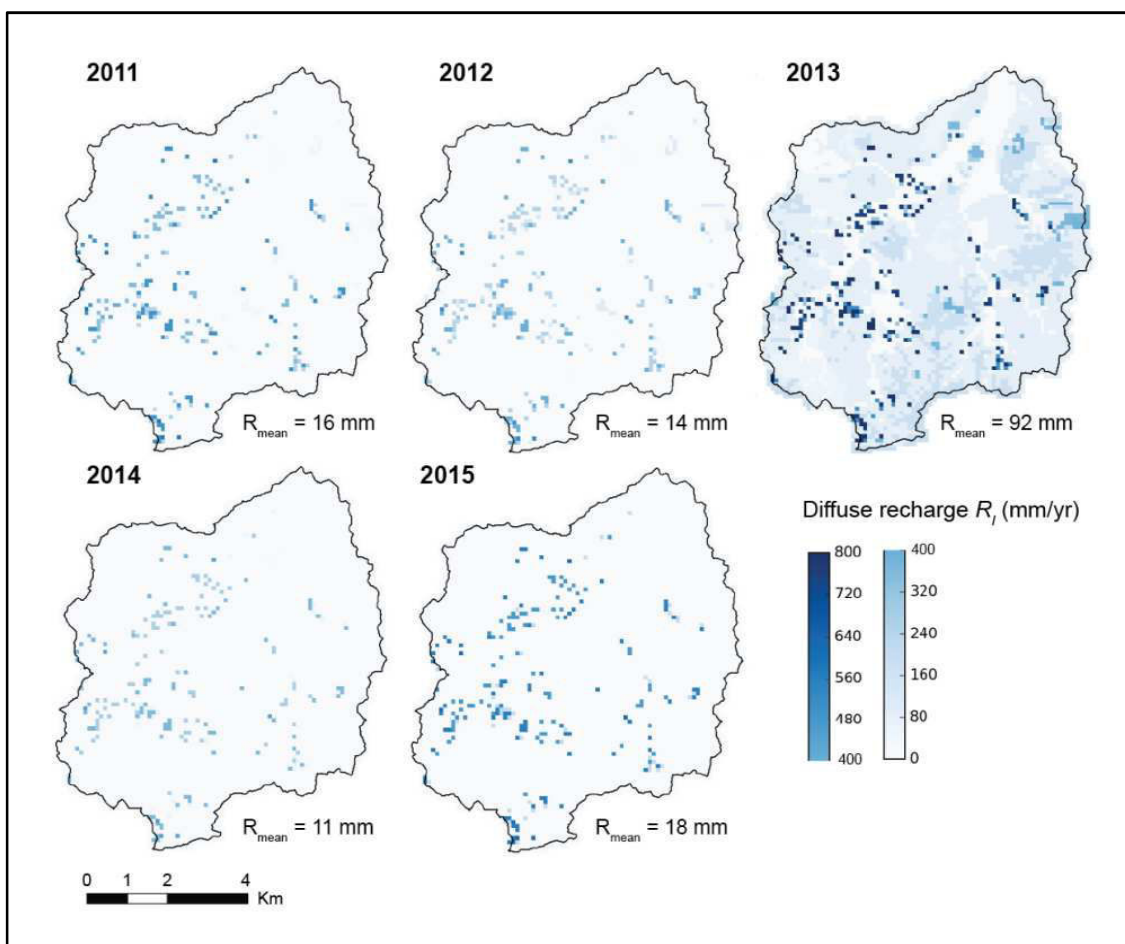 2011
2012
2013
R_mean = 16 mm
R_mean = 14 mm
R_mean = 92 mm
2014
2015
Diffuse recharge R_l (mm/yr)
800
720
640
560
480
400
400
320
240
160
80
0
R_mean = 11 mm
R_mean = 18 mm
0 1 2 4
Km